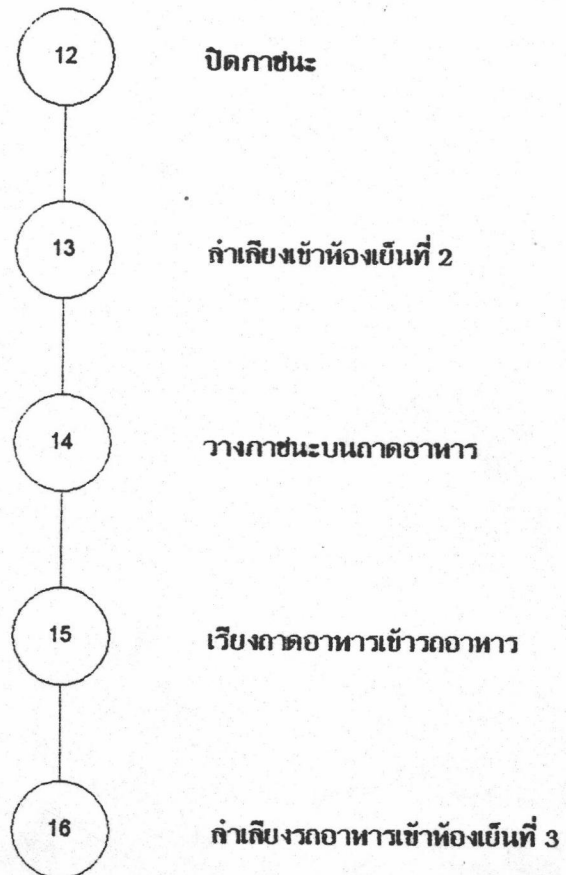 12 ปิดภาชนะ
13 ลำเลียงเข้าห้องเย็นที่ 2
14 วางภาชนะบนถาดอาหาร
15 เรียงถาดอาหารเข้ารถอาหาร
16 ลำเลียงรถอาหารเข้าห้องเย็นที่ 3